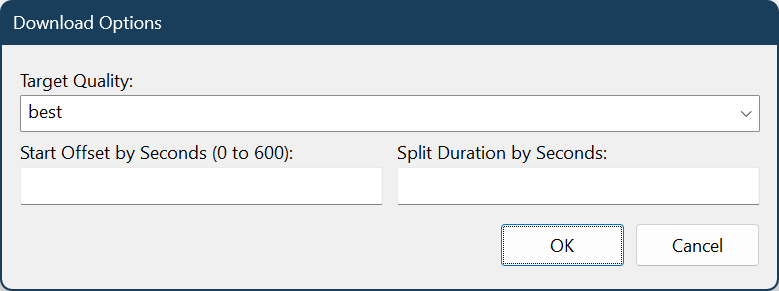 Download Options
Target Quality:
best
Start Offset by Seconds (0 to 600): Split Duration by Seconds:
OK Cancel